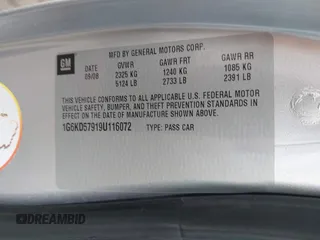 GM
MFD BY GENERAL MOTORS CORP.
DATE GVWR GAWR FRT GAWR RR
09/08 2325 KG 1240 KG 1085 KG
5124 LB 2733 LB 2391 LB
THIS VEHICLE CONFORMS TO ALL APPLICABLE U.S. FEDERAL MOTOR
VEHICLE SAFETY, BUMPER, AND THEFT PREVENTION STANDARDS
IN EFFECT ON THE DATE OF MANUFACTURE SHOWN ABOVE.
1G6KD57919U116072 TYPE: PASS CAR
DREAMBID